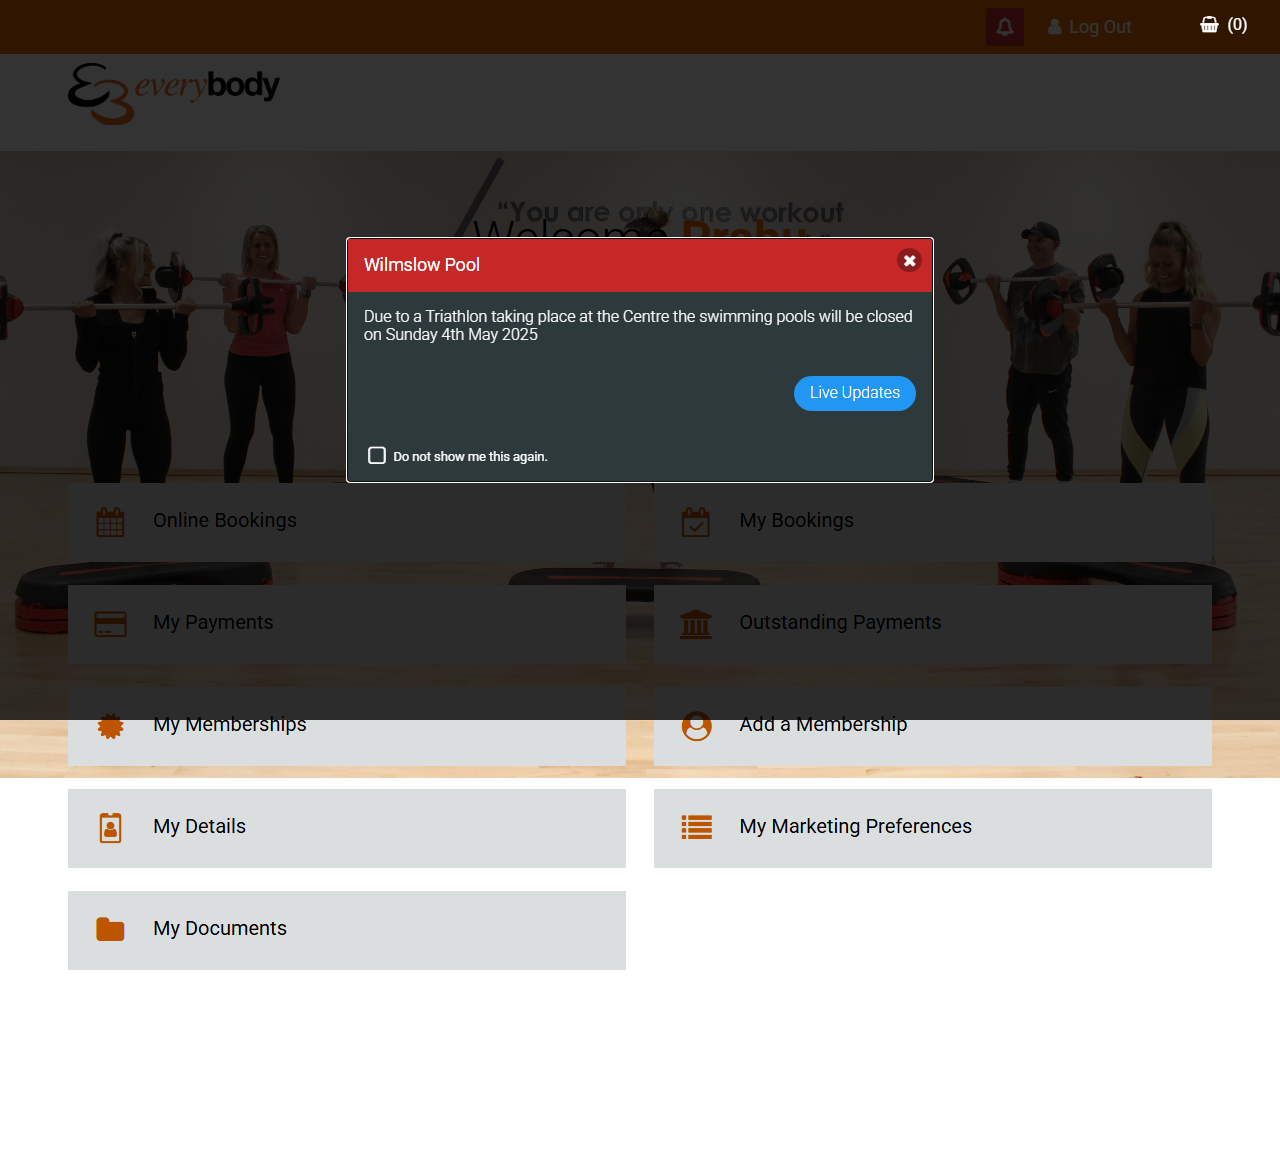 Log Out
(0)
everybody
“You are only one workout
Welcome Prabu
Wilmslow Pool
Due to a Triathlon taking place at the Centre the swimming pools will be closed
on Sunday 4th May 2025
Live Updates
Do not show me this again.
Online Bookings
My Bookings
My Payments
Outstanding Payments
My Memberships
Add a Membership
My Details
My Marketing Preferences
My Documents